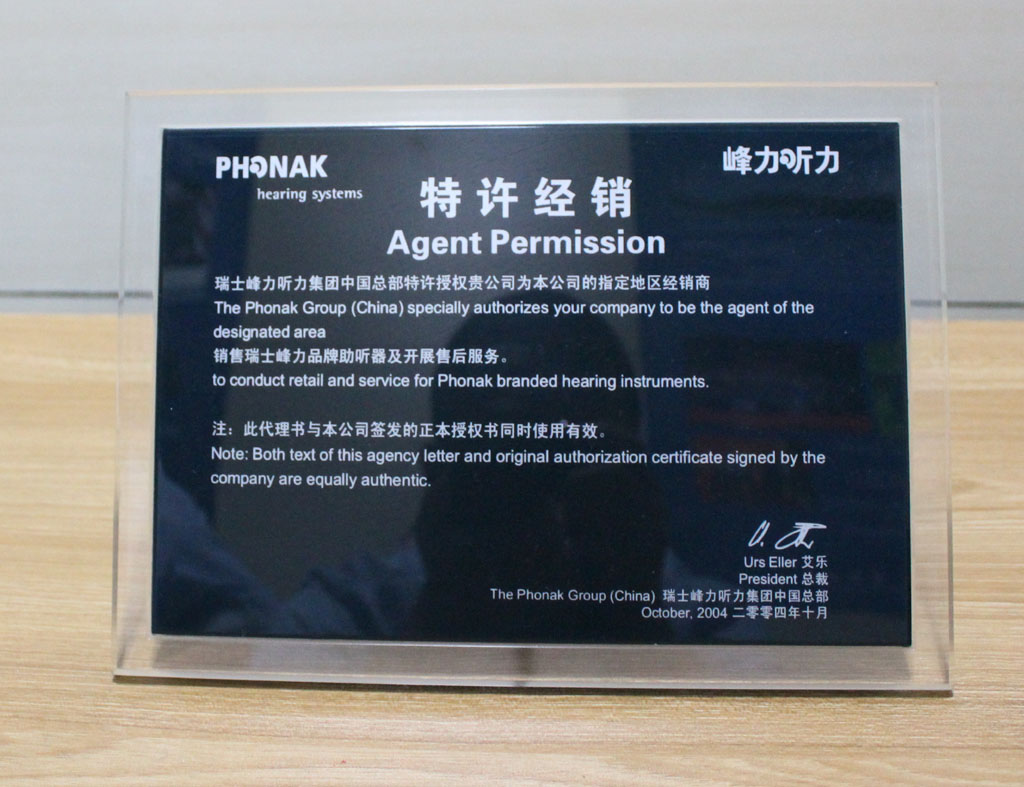 PHONAK
hearing systems
峰力听力
特许经销
Agent Permission
瑞士峰力听力集团中国总部特许授权贵公司为本公司的指定地区经销商
The Phonak Group (China) specially authorizes your company to be the agent of the
designated area
销售瑞士峰力品牌助听器及开展售后服务。
to conduct retail and service for Phonak branded hearing instruments.
注：此代理书与本公司签发的正本授权书同时使用有效。
Note: Both text of this agency letter and original authorization certificate signed by the
company are equally authentic.
Urs Eller 艾乐
President 总裁
The Phonak Group (China) 瑞士峰力听力集团中国总部
October, 2004 二零零四年十月